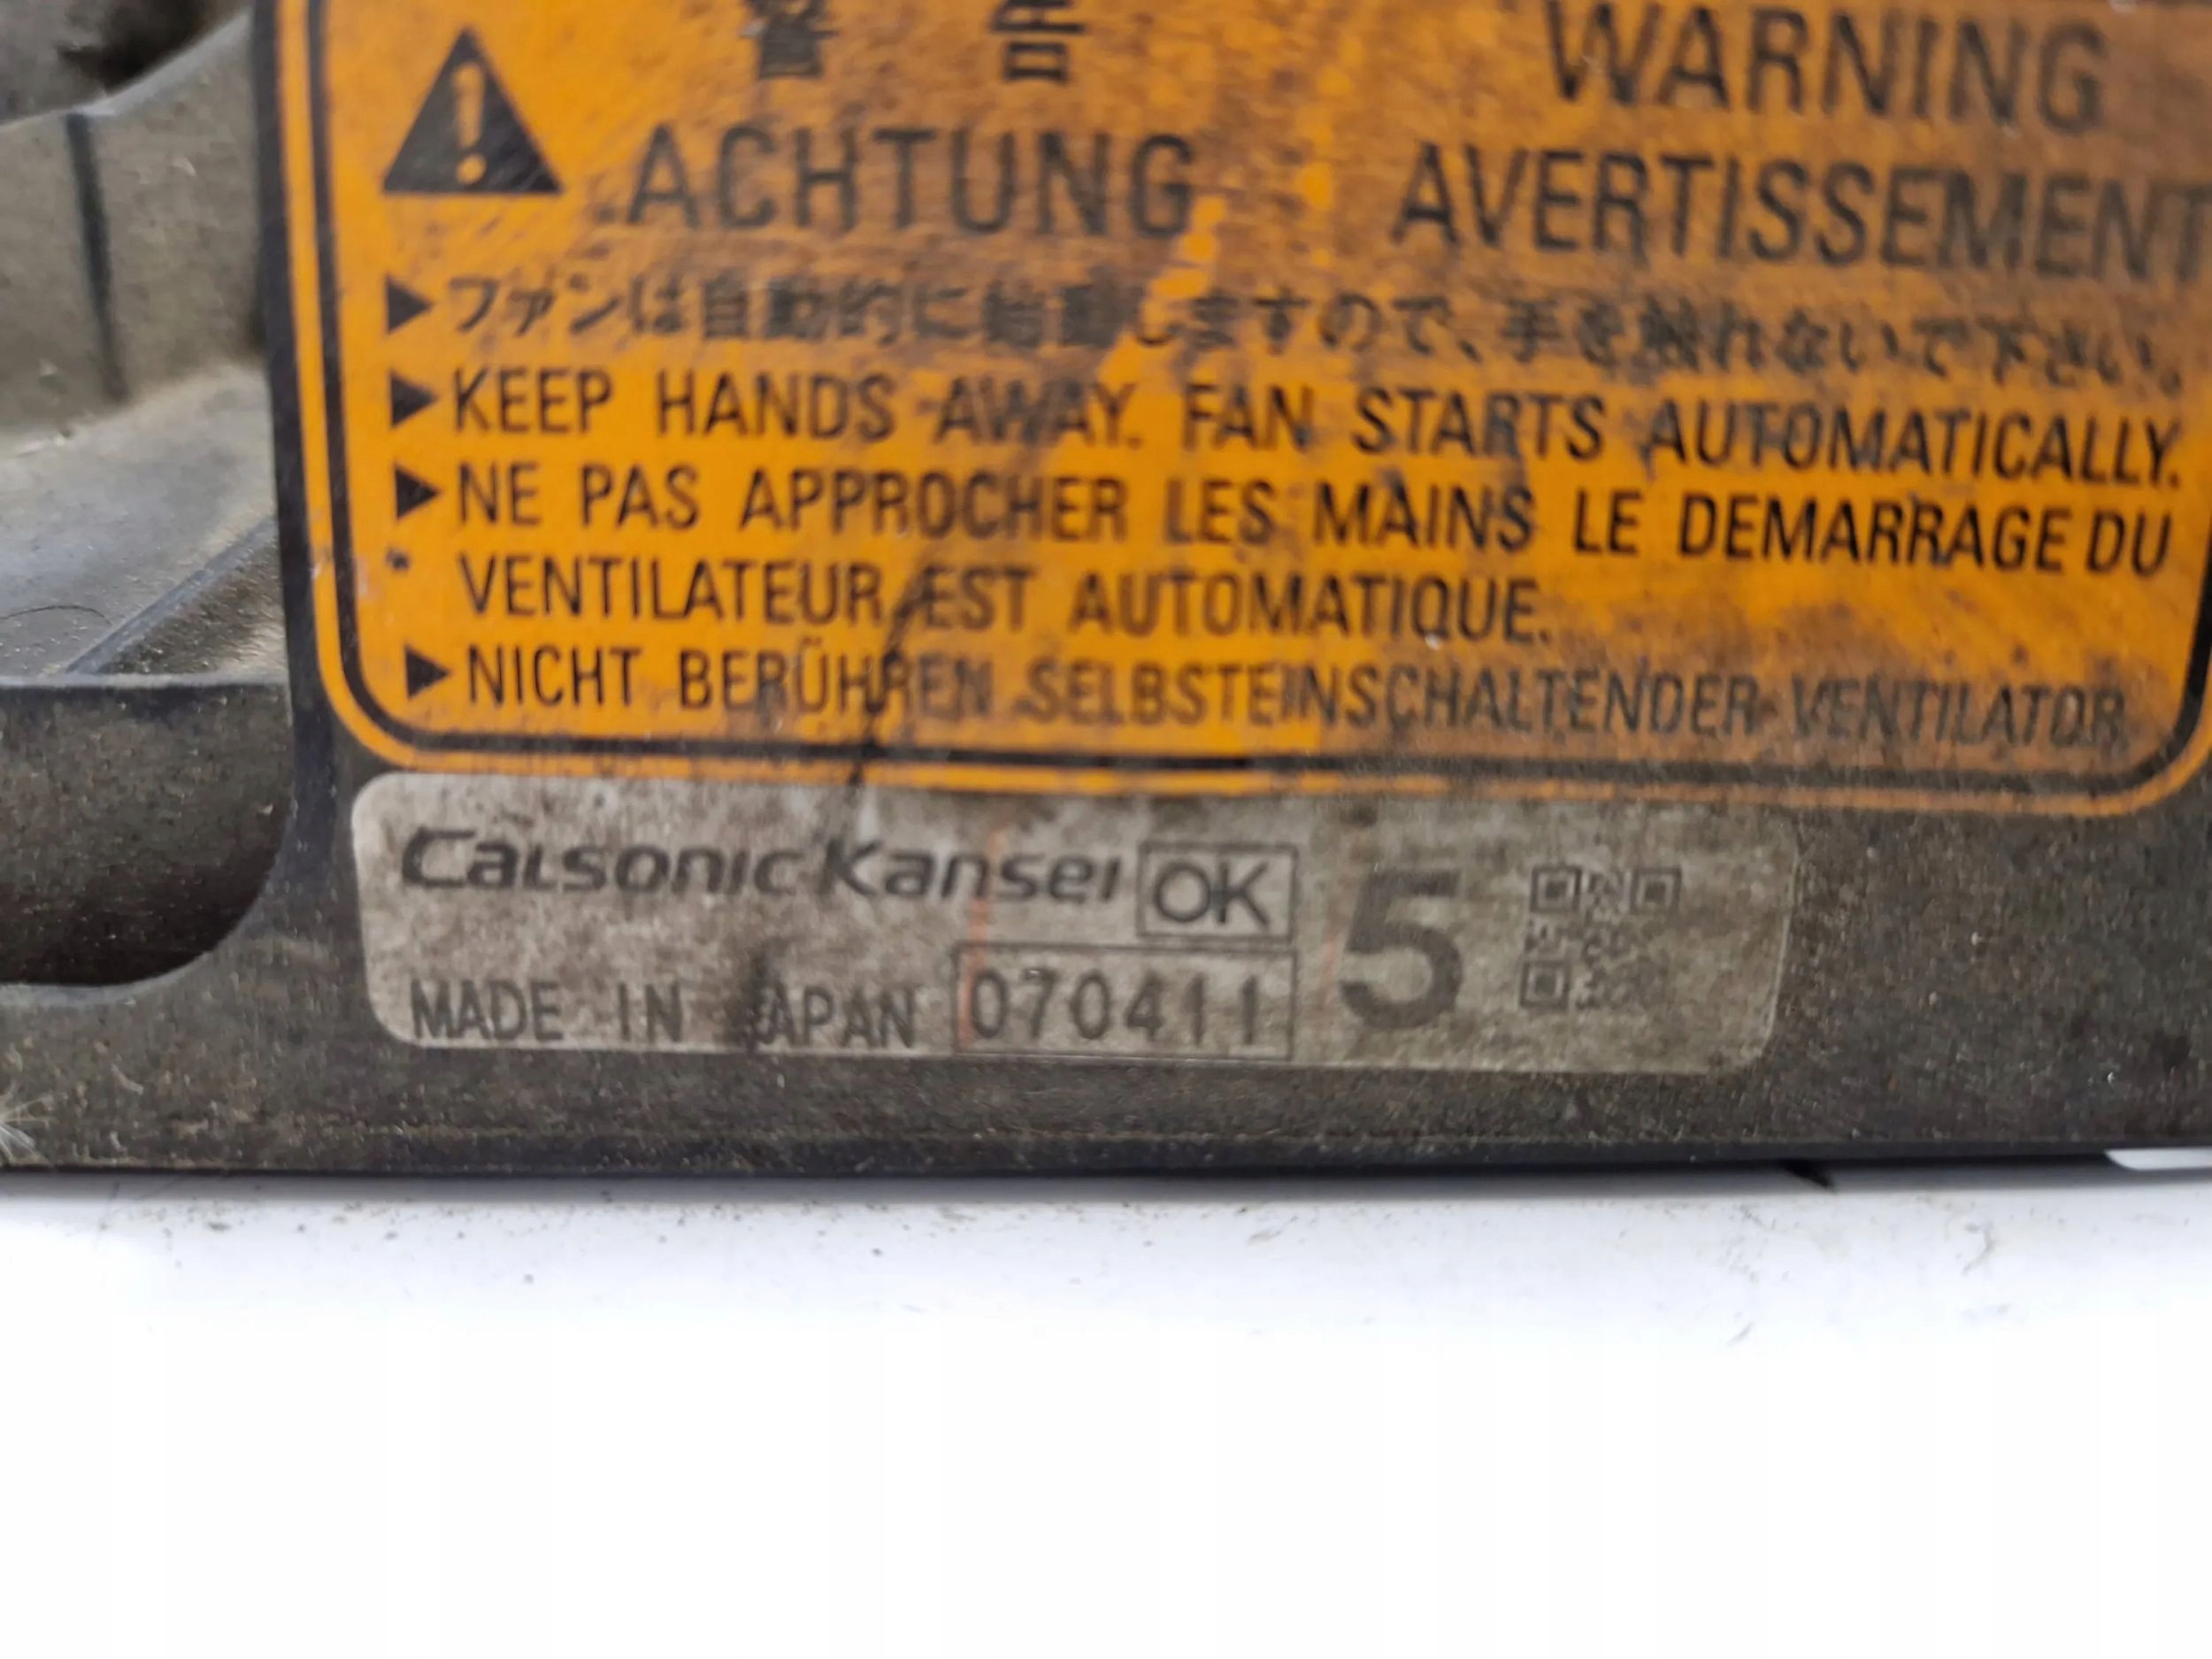 警告 WARNING
ACHTUNG AVERTISSEMENT
▶ファンは自動的に始動しますので、手を触れないで下さい。
▶KEEP HANDS AWAY. FAN STARTS AUTOMATICALLY.
▶NE PAS APPROCHER LES MAINS LE DEMARRAGE DU
VENTILATEUR EST AUTOMATIQUE.
▶NICHT BERÜHREN SELBSTEINSCHALTENDER VENTILATOR
CalsonicKansei OK 5
MADE IN JAPAN 070411